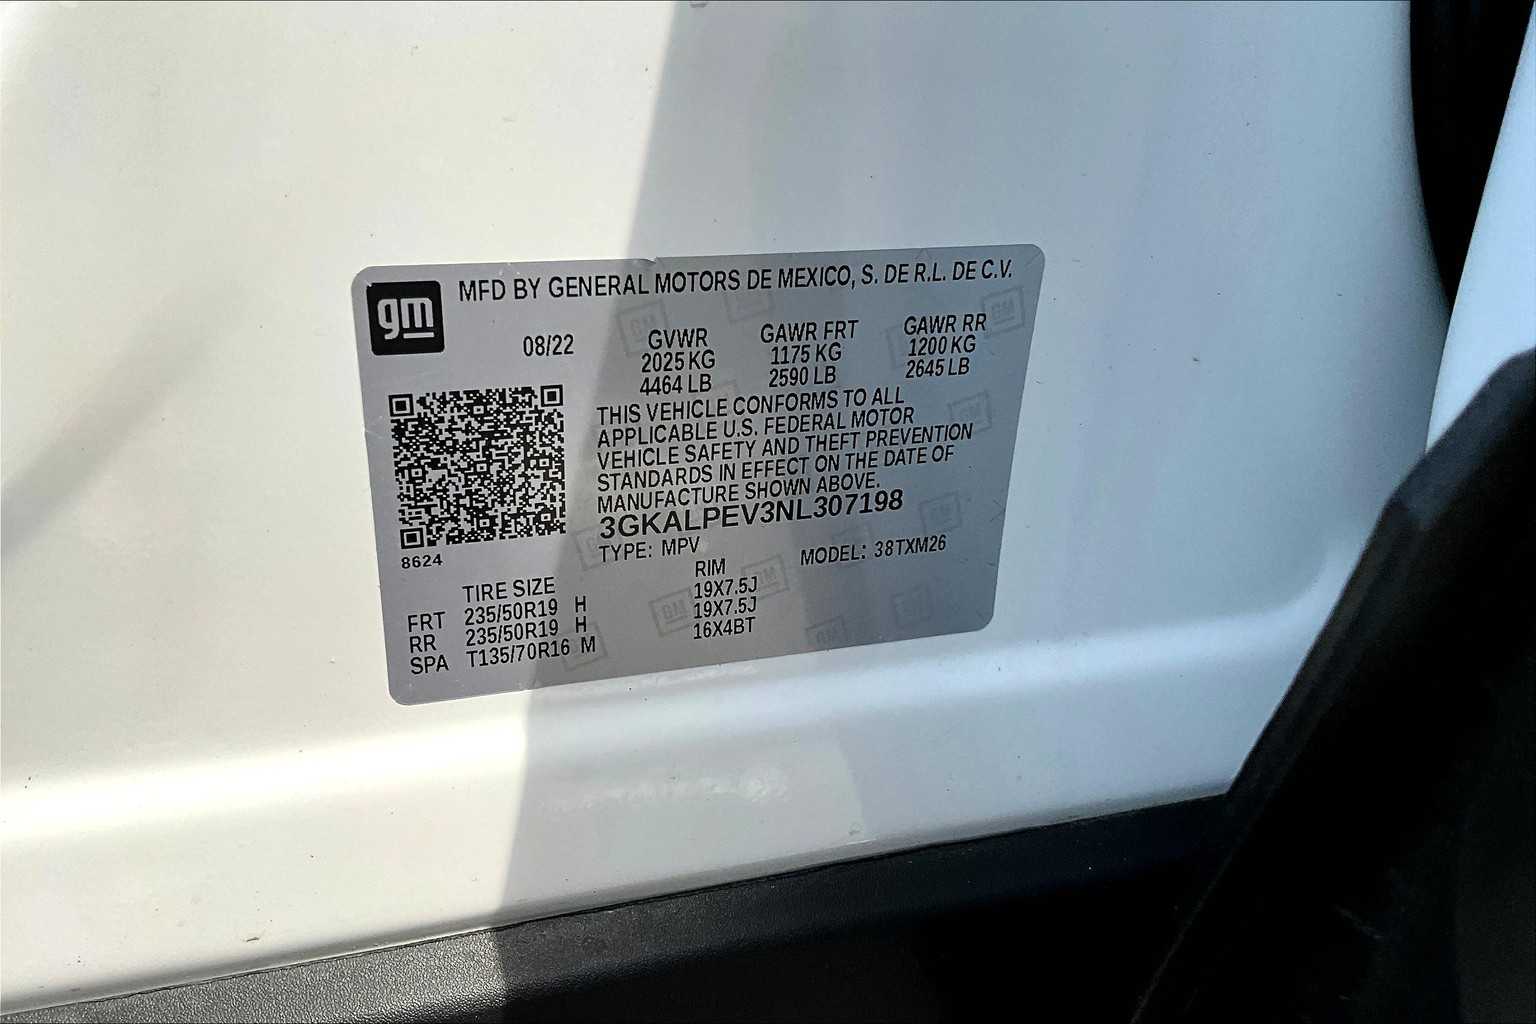 gm
MFD BY GENERAL MOTORS DE MEXICO, S. DE R.L. DE C.V.
08/22 GVWR GAWR FRT GAWR RR
2025 KG 1175 KG 1200 KG
4464 LB 2590 LB 2645 LB
THIS VEHICLE CONFORMS TO ALL
APPLICABLE U.S. FEDERAL MOTOR
VEHICLE SAFETY AND THEFT PREVENTION
STANDARDS IN EFFECT ON THE DATE OF
MANUFACTURE SHOWN ABOVE.
3GKALPEV3NL307198
8624
TYPE: MPV MODEL: 38TXM26
TIRE SIZE RIM
FRT 235/50R19 H 19X7.5J
RR 235/50R19 H 19X7.5J
SPA T135/70R16 M 16X4BT